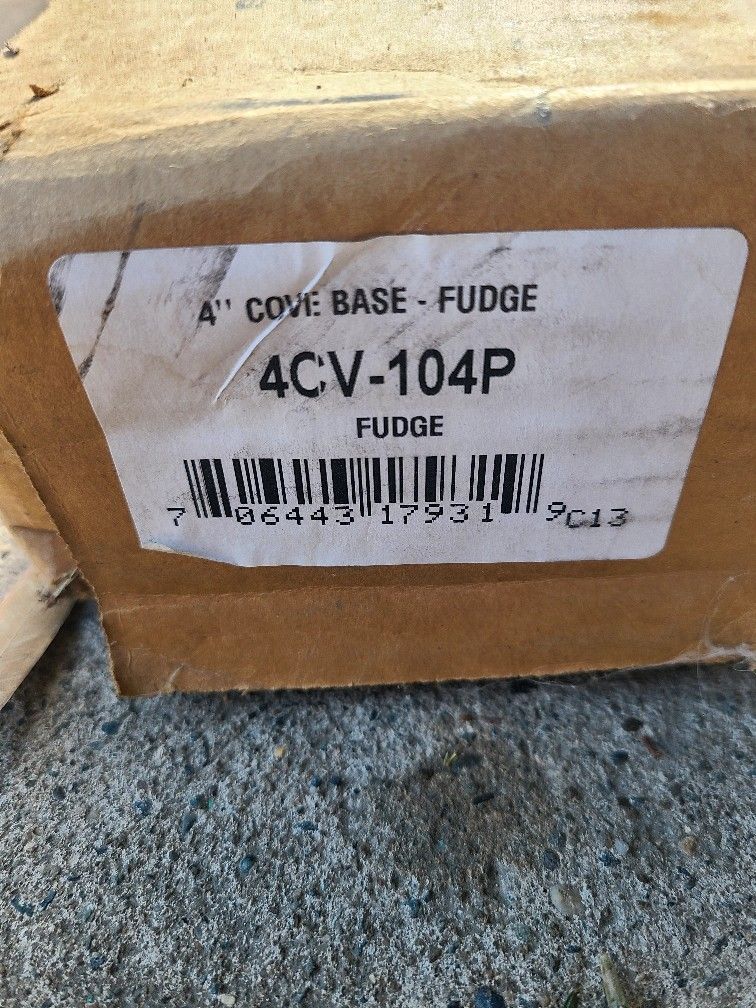 4" COVE BASE - FUDGE
4CV-104P
FUDGE
7 06443 17931 9 C13